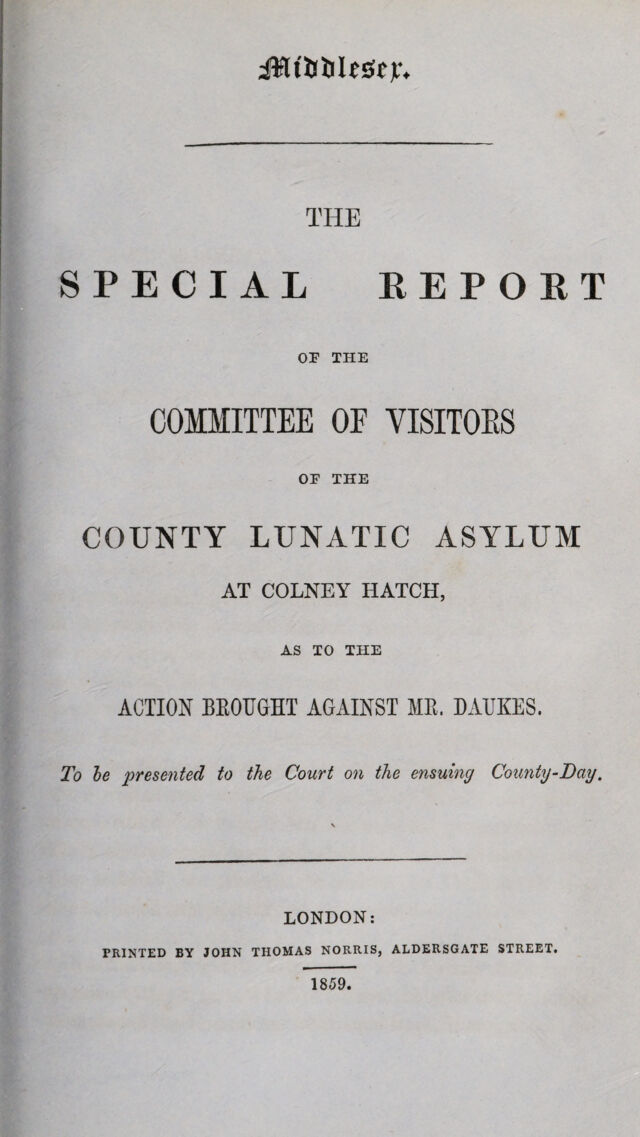 Middlesex.
THE
SPECIAL REPORT
OF THE
COMMITTEE OF VISITORS
OF THE
COUNTY LUNATIC ASYLUM
AT COLNEY HATCH,
AS TO THE
ACTION BROUGHT AGAINST MR. DAUKES.
To be presented to the Court on the ensuing County-Day.
LONDON:
PRINTED BY JOHN THOMAS NORRIS, ALDERSGATE STREET.
1859.